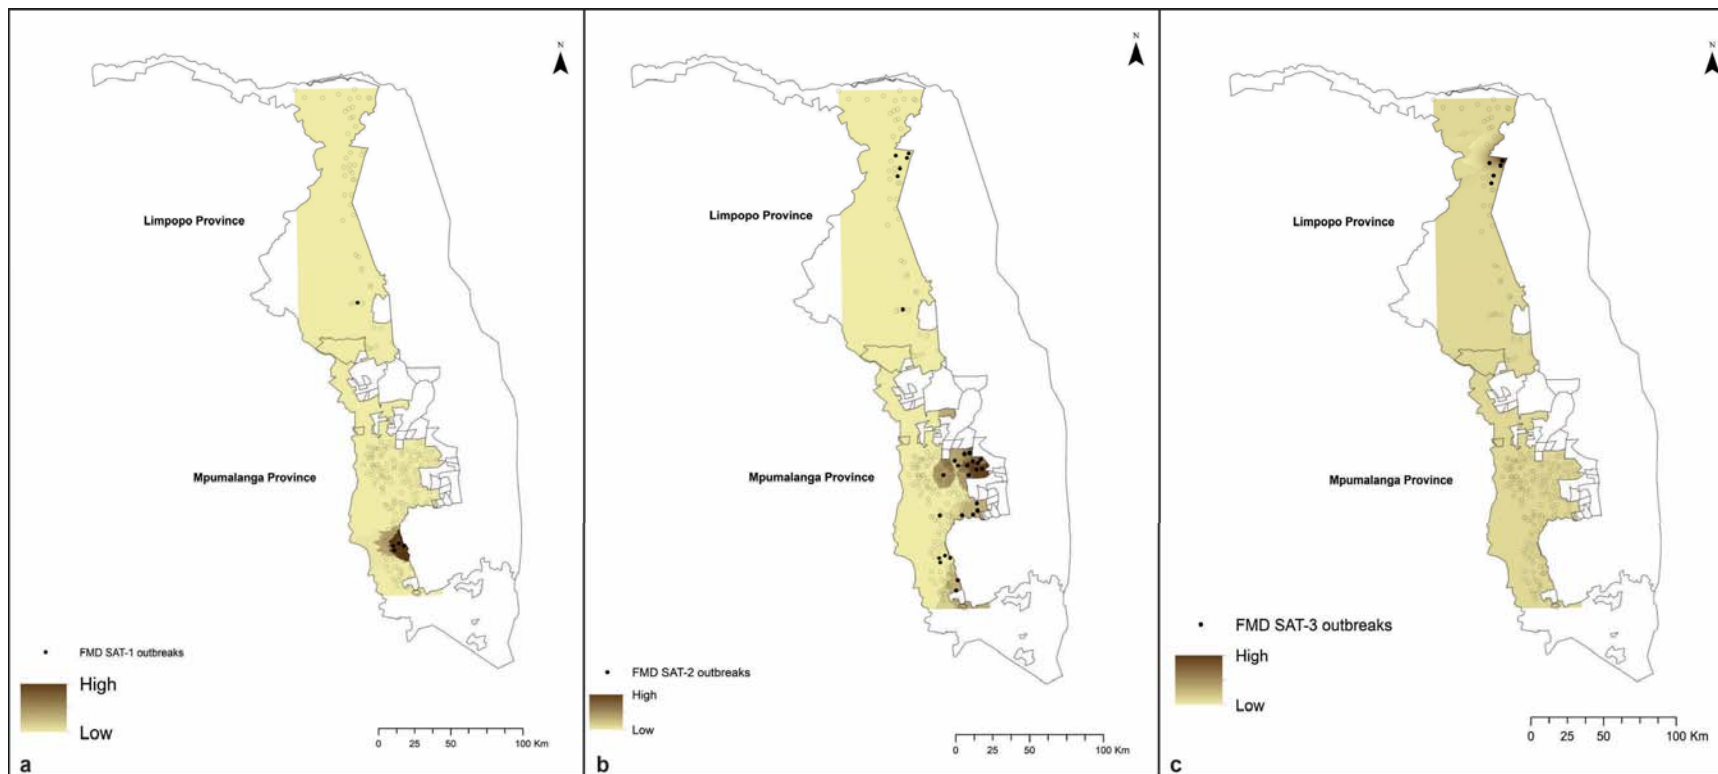 N
Limpopo Province
Mpumalanga Province
FMD SAT-1 outbreaks
High
Low
0 25 50 100 Km
a
N
Limpopo Province
Mpumalanga Province
FMD SAT-2 outbreaks
High
Low
0 25 50 100 Km
b
N
Limpopo Province
Mpumalanga Province
FMD SAT-3 outbreaks
High
Low
0 25 50 100 Km
c